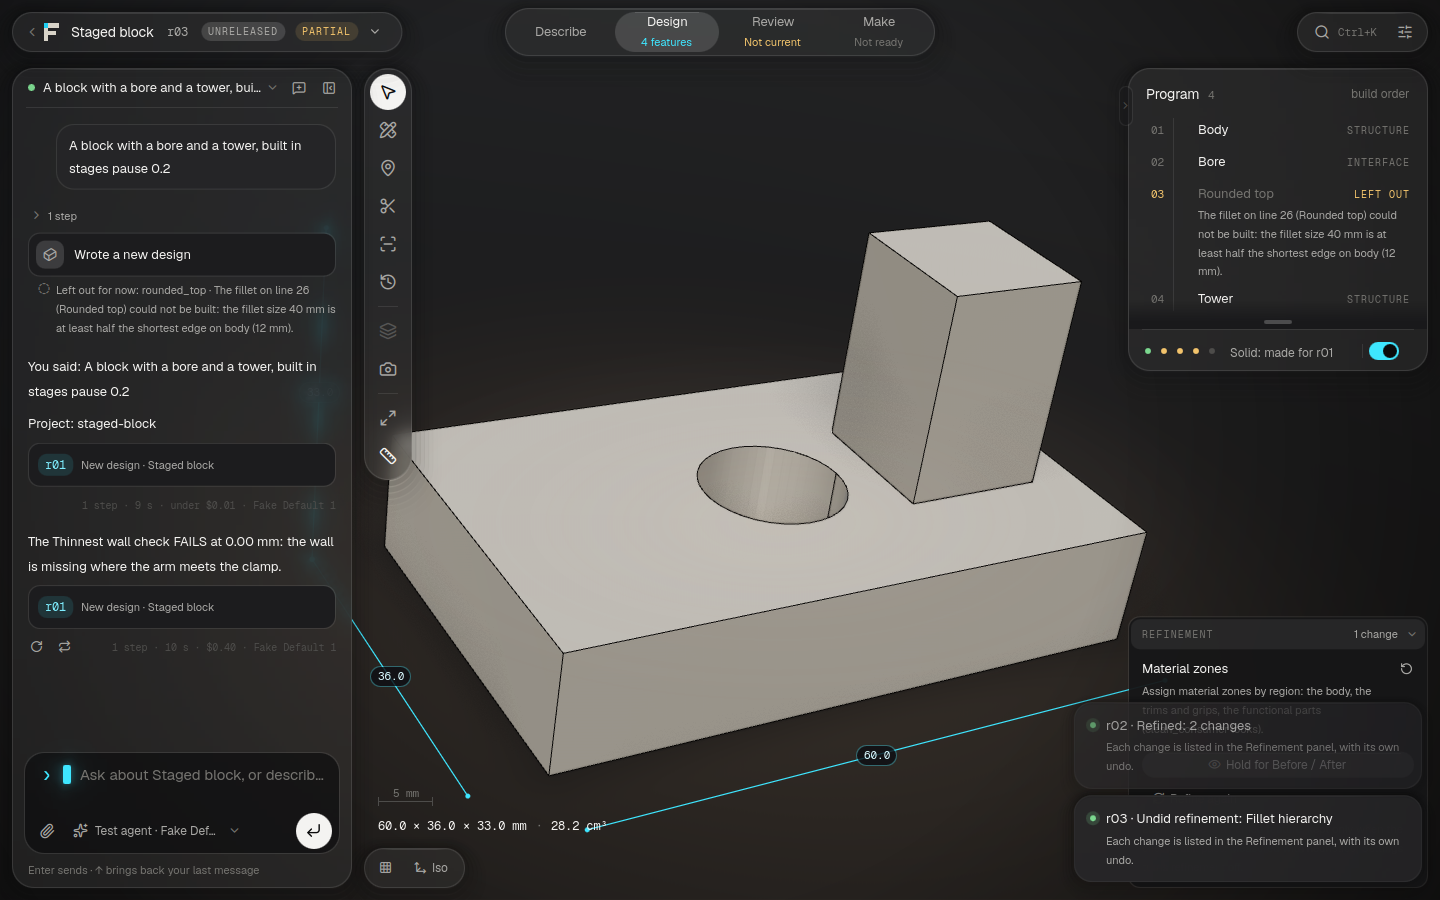 Staged block r03 UNRELEASED PARTIAL
Describe
Design
4 features
Review
Not current
Make
Not ready
Ctrl+K
A block with a bore and a tower, bui...
A block with a bore and a tower, built in
stages pause 0.2
1 step
Wrote a new design
Left out for now: rounded_top · The fillet on line 26
(Rounded top) could not be built: the fillet size 40 mm is
at least half the shortest edge on body (12 mm).
You said: A block with a bore and a tower, built in
stages pause 0.2
Project: staged-block
r01 New design · Staged block
1 step · 9 s · under $0.01 · Fake Default 1
The Thinnest wall check FAILS at 0.00 mm: the wall
is missing where the arm meets the clamp.
r01 New design · Staged block
1 step · 10 s · $0.40 · Fake Default 1
Ask about Staged block, or describ...
Test agent · Fake Def...
Enter sends · ↑ brings back your last message
36.0
60.0
5 mm
60.0 × 36.0 × 33.0 mm · 28.2 cm³
Iso
Program 4 build order
01 Body STRUCTURE
02 Bore INTERFACE
03 Rounded top LEFT OUT
The fillet on line 26 (Rounded top) could
not be built: the fillet size 40 mm is at
least half the shortest edge on body (12
mm).
04 Tower STRUCTURE
Solid: made for r01
REFINEMENT 1 change
Material zones
Assign material zones by region: the body, the
trims and grips, the functional parts
r02 · Refined: 2 changes
Each change is listed in the Refinement panel, with its own
undo.
Hold for Before / After
r03 · Undid refinement: Fillet hierarchy
Each change is listed in the Refinement panel, with its own
undo.